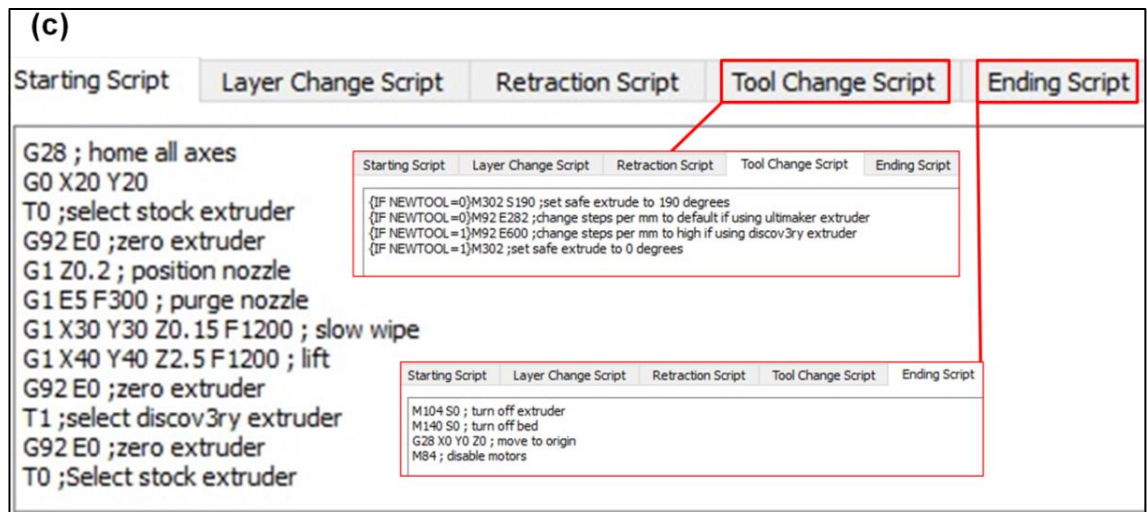 (c)
Starting Script Layer Change Script Retraction Script Tool Change Script Ending Script
G28 ; home all axes
G0 X20 Y20
T0 ;select stock extruder
G92 E0 ;zero extruder
G1 Z0.2 ; position nozzle
G1 E5 F300 ; purge nozzle
G1 X30 Y30 Z0.15 F1200 ; slow wipe
G1 X40 Y40 Z2.5 F1200 ; lift
G92 E0 ;zero extruder
T1 ;select discov3ry extruder
G92 E0 ;zero extruder
T0 ;Select stock extruder
Starting Script Layer Change Script Retraction Script Tool Change Script Ending Script
{IF NEWTOOL=0}M302 S190 ;set safe extrude to 190 degrees
{IF NEWTOOL=0}M92 E282 ;change steps per mm to default if using ultimaker extruder
{IF NEWTOOL=1}M92 E600 ;change steps per mm to high if using discov3ry extruder
{IF NEWTOOL=1}M302 ;set safe extrude to 0 degrees
Starting Script Layer Change Script Retraction Script Tool Change Script Ending Script
M104 S0 ; turn off extruder
M140 S0 ; turn off bed
G28 X0 Y0 Z0 ; move to origin
M84 ; disable motors